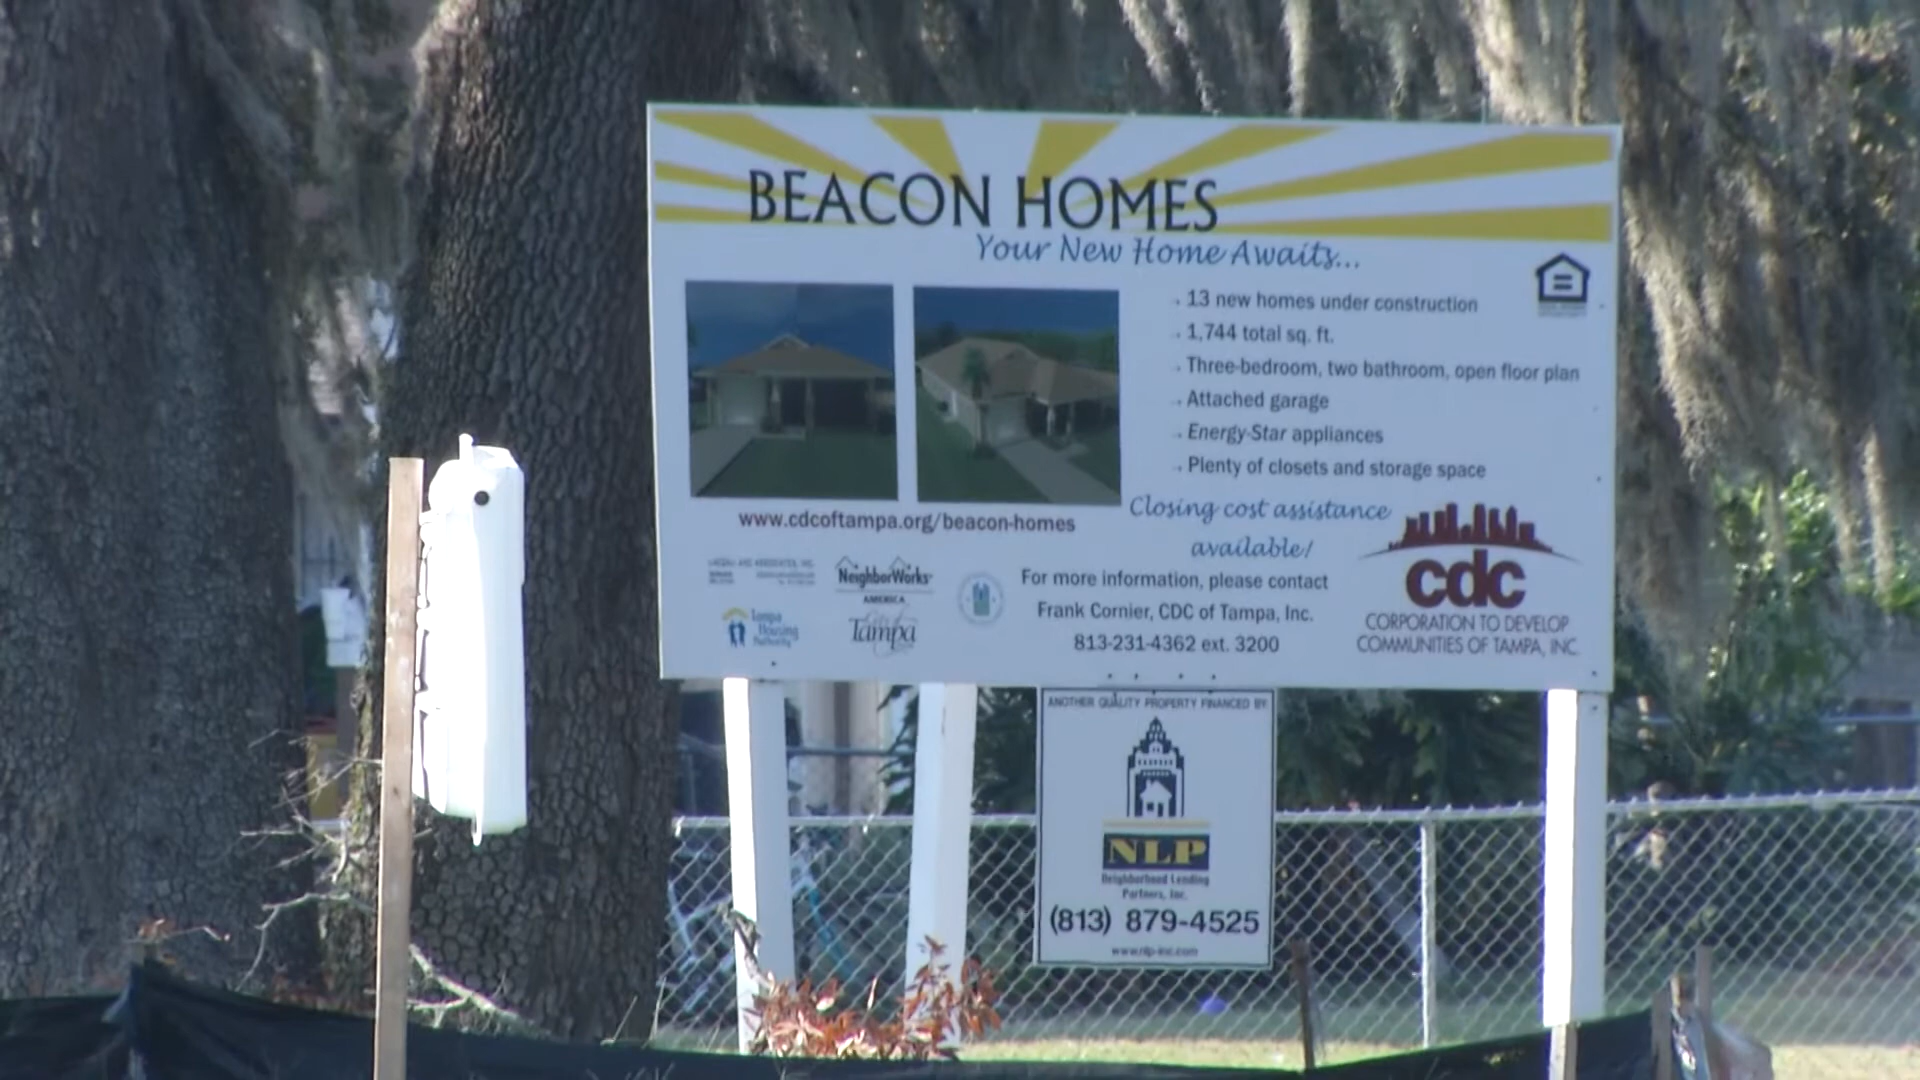 BEACON HOMES
Your New Home Awaits...
13 new homes under construction
1,744 total sq. ft.
Three-bedroom, two bathroom, open floor plan
Attached garage
Energy-Star appliances
Plenty of closets and storage space
www.cdcoftampa.org/beacon-homes
Closing cost assistance
available!
NeighborWorks
AMERICA
Tampa
Housing
Authority
City of
Tampa
For more information, please contact
Frank Cornier, CDC of Tampa, Inc.
813-231-4362 ext. 3200
cdc
CORPORATION TO DEVELOP
COMMUNITIES OF TAMPA, INC.
ANOTHER QUALITY PROPERTY FINANCED BY:
NLP
Neighborhood Lending
Partners, Inc.
(813) 879-4525
www.nlp-inc.com